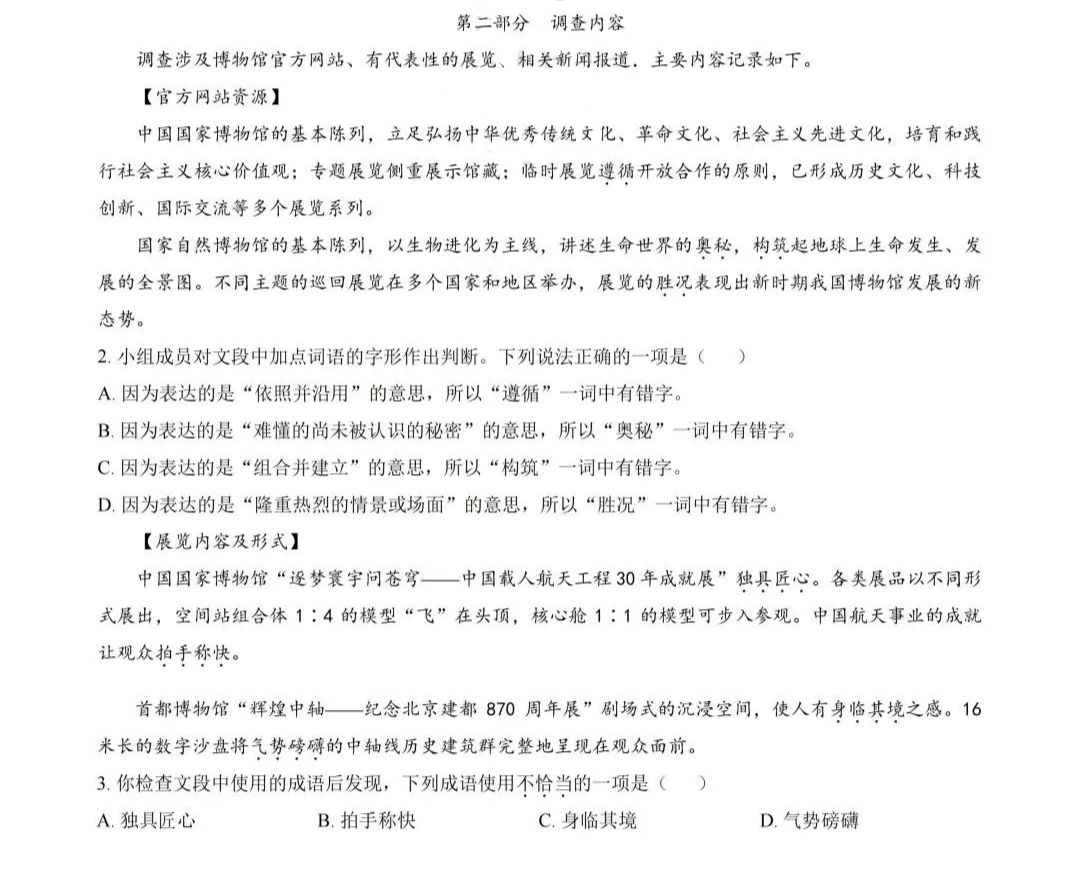 第二部分　调查内容
调查涉及博物馆官方网站、有代表性的展览、相关新闻报道．主要内容记录如下。
【官方网站资源】
中国国家博物馆的基本陈列，立足弘扬中华优秀传统文化、革命文化、社会主义先进文化，培育和践
行社会主义核心价值观；专题展览侧重展示馆藏；临时展览遵循开放合作的原则，已形成历史文化、科技
创新、国际交流等多个展览系列。
国家自然博物馆的基本陈列，以生物进化为主线，讲述生命世界的奥秘，构筑起地球上生命发生、发
展的全景图。不同主题的巡回展览在多个国家和地区举办，展览的胜况表现出新时期我国博物馆发展的新
态势。
2. 小组成员对文段中加点词语的字形作出判断。下列说法正确的一项是（　　）
A. 因为表达的是“依照并沿用”的意思，所以“遵循”一词中有错字。
B. 因为表达的是“难懂的尚未被认识的秘密”的意思，所以“奥秘”一词中有错字。
C. 因为表达的是“组合并建立”的意思，所以“构筑”一词中有错字。
D. 因为表达的是“隆重热烈的情景或场面”的意思，所以“胜况”一词中有错字。
【展览内容及形式】
中国国家博物馆“逐梦寰宇问苍穹——中国载人航天工程 30 年成就展”独具匠心。各类展品以不同形
式展出，空间站组合体 1∶4 的模型“飞”在头顶，核心舱 1∶1 的模型可步入参观。中国航天事业的成就
让观众拍手称快。
首都博物馆“辉煌中轴——纪念北京建都 870 周年展”剧场式的沉浸空间，使人有身临其境之感。16
米长的数字沙盘将气势磅礴的中轴线历史建筑群完整地呈现在观众面前。
3. 你检查文段中使用的成语后发现，下列成语使用不恰当的一项是（　　）
A. 独具匠心　　B. 拍手称快　　C. 身临其境　　D. 气势磅礴